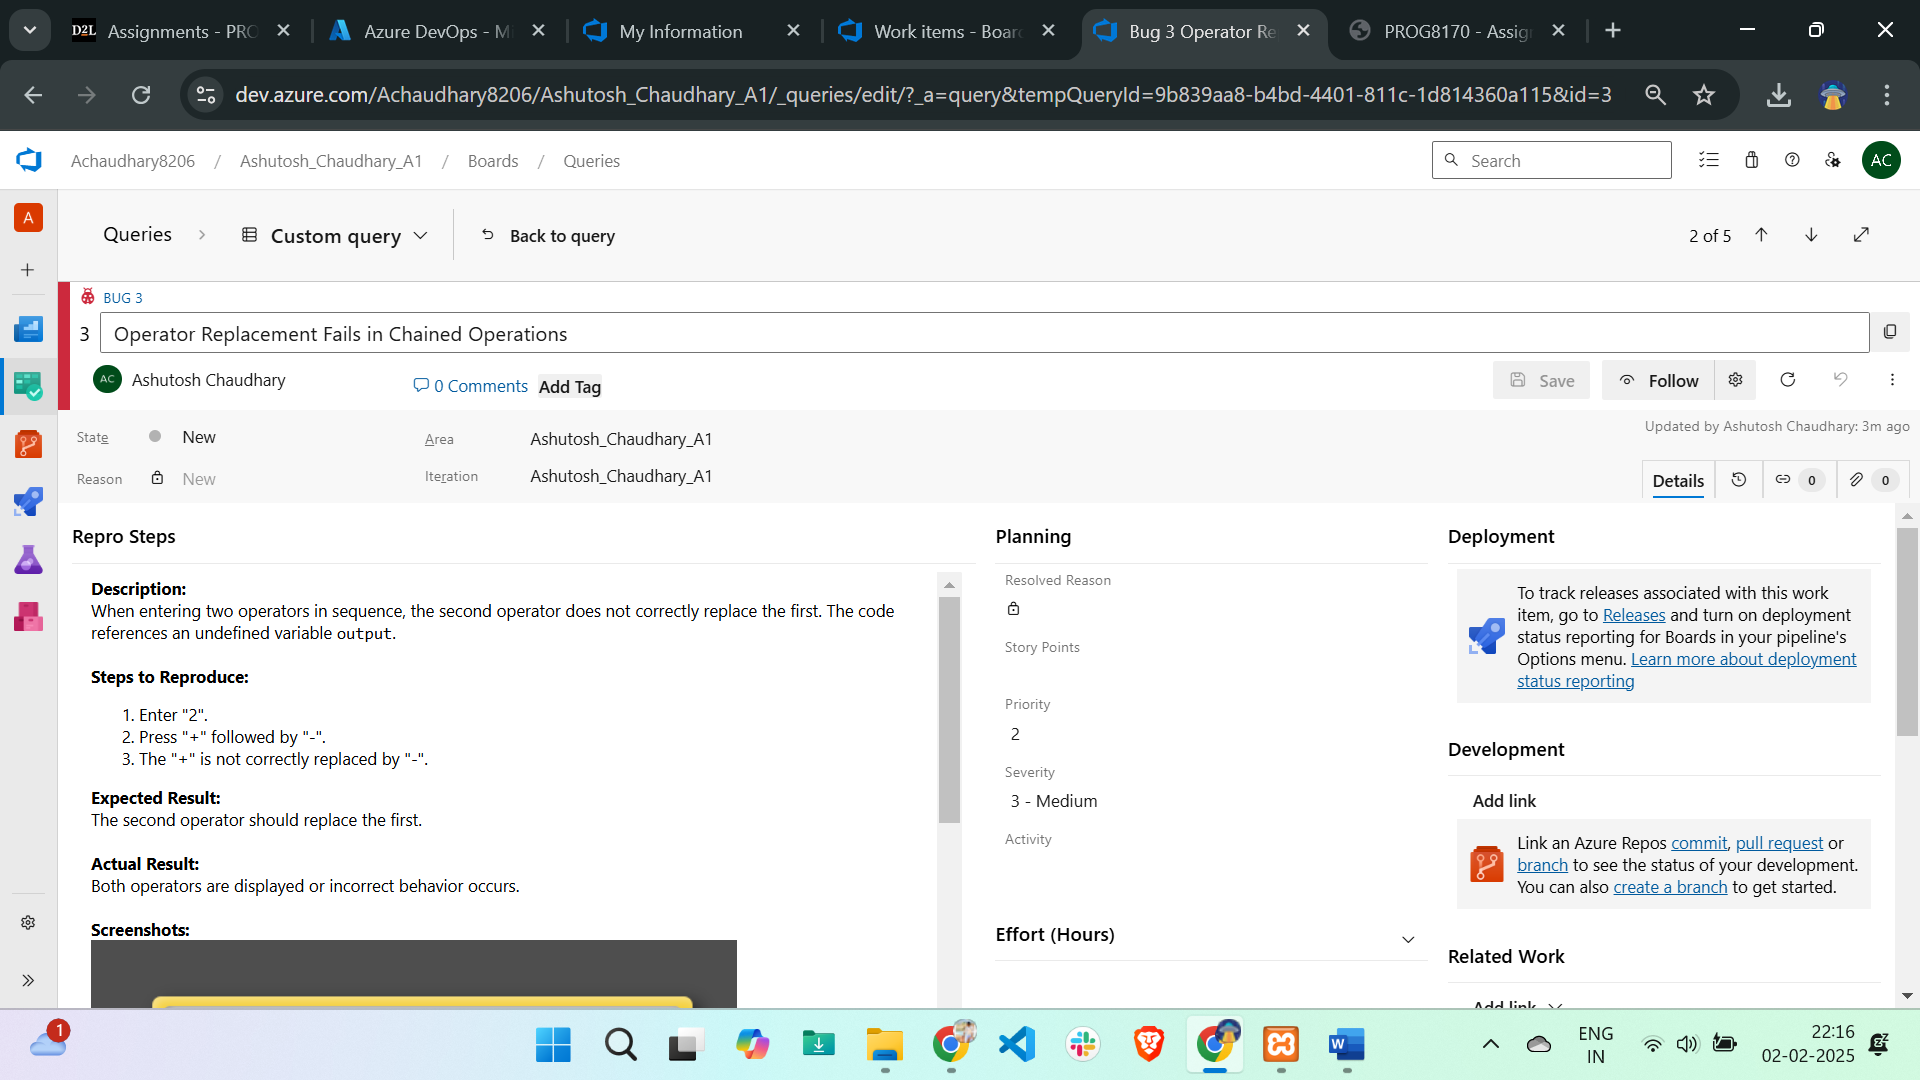 D2L Assignments - PRO
Azure DevOps - Mi
My Information
Work items - Board
Bug 3 Operator Re
PROG8170 - Assig
dev.azure.com/Achaudhary8206/Ashutosh_Chaudhary_A1/_queries/edit/?_a=query&tempQueryId=9b839aa8-b4bd-4401-811c-1d814360a115&id=3
Achaudhary8206 / Ashutosh_Chaudhary_A1 / Boards / Queries
Search
AC
A
Queries
Custom query
Back to query
2 of 5
BUG 3
3 Operator Replacement Fails in Chained Operations
AC Ashutosh Chaudhary
0 Comments
Add Tag
Save
Follow
State New
Area Ashutosh_Chaudhary_A1
Updated by Ashutosh Chaudhary: 3m ago
Reason New
Iteration Ashutosh_Chaudhary_A1
Details
0
0
Repro Steps
Description:
When entering two operators in sequence, the second operator does not correctly replace the first. The code
references an undefined variable output.
Steps to Reproduce:
1. Enter "2".
2. Press "+" followed by "-".
3. The "+" is not correctly replaced by "-".
Expected Result:
The second operator should replace the first.
Actual Result:
Both operators are displayed or incorrect behavior occurs.
Screenshots:
Planning
Resolved Reason
Story Points
Priority
2
Severity
3 - Medium
Activity
Effort (Hours)
Deployment
To track releases associated with this work
item, go to Releases and turn on deployment
status reporting for Boards in your pipeline's
Options menu. Learn more about deployment
status reporting
Development
Add link
Link an Azure Repos commit, pull request or
branch to see the status of your development.
You can also create a branch to get started.
Related Work
Add link
1
W
ENG
IN
22:16
02-02-2025